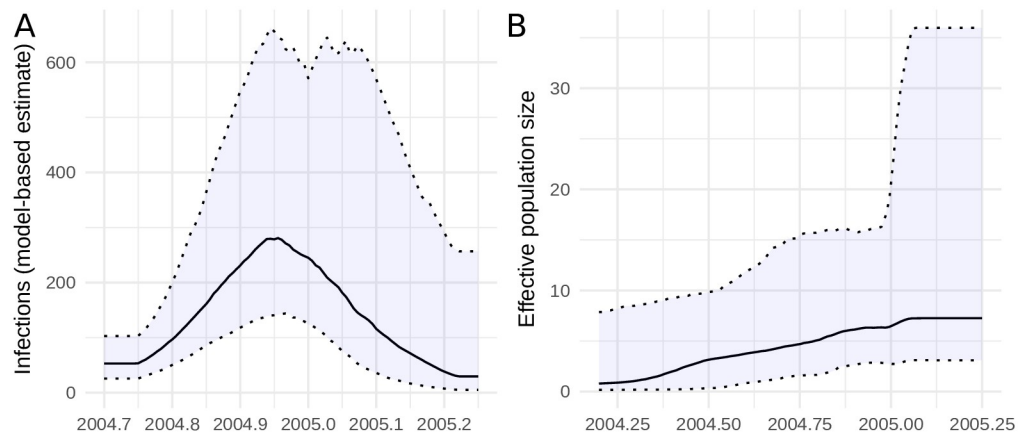 A
Infections (model-based estimate)
600
400
200
0
2004.7 2004.8 2004.9 2005.0 2005.1 2005.2
B
Effective population size
30
20
10
0
2004.25 2004.50 2004.75 2005.00 2005.25